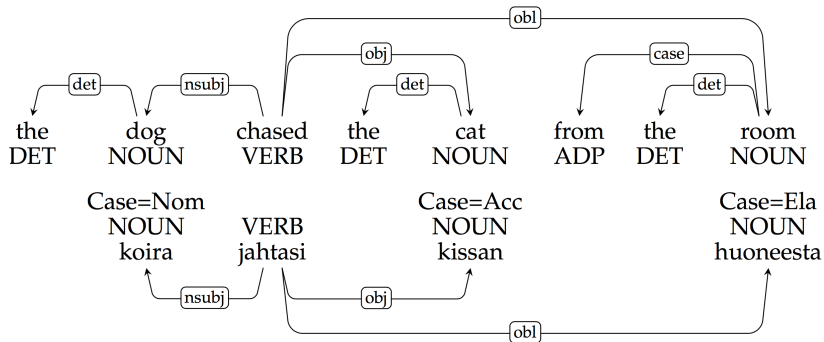 obl
obj case
det nsubj det det
the dog chased the cat from the room
DET NOUN VERB DET NOUN ADP DET NOUN
Case=Nom Case=Acc Case=Ela
NOUN VERB NOUN NOUN
koira jahtasi kissan huoneesta
nsubj obj
obl